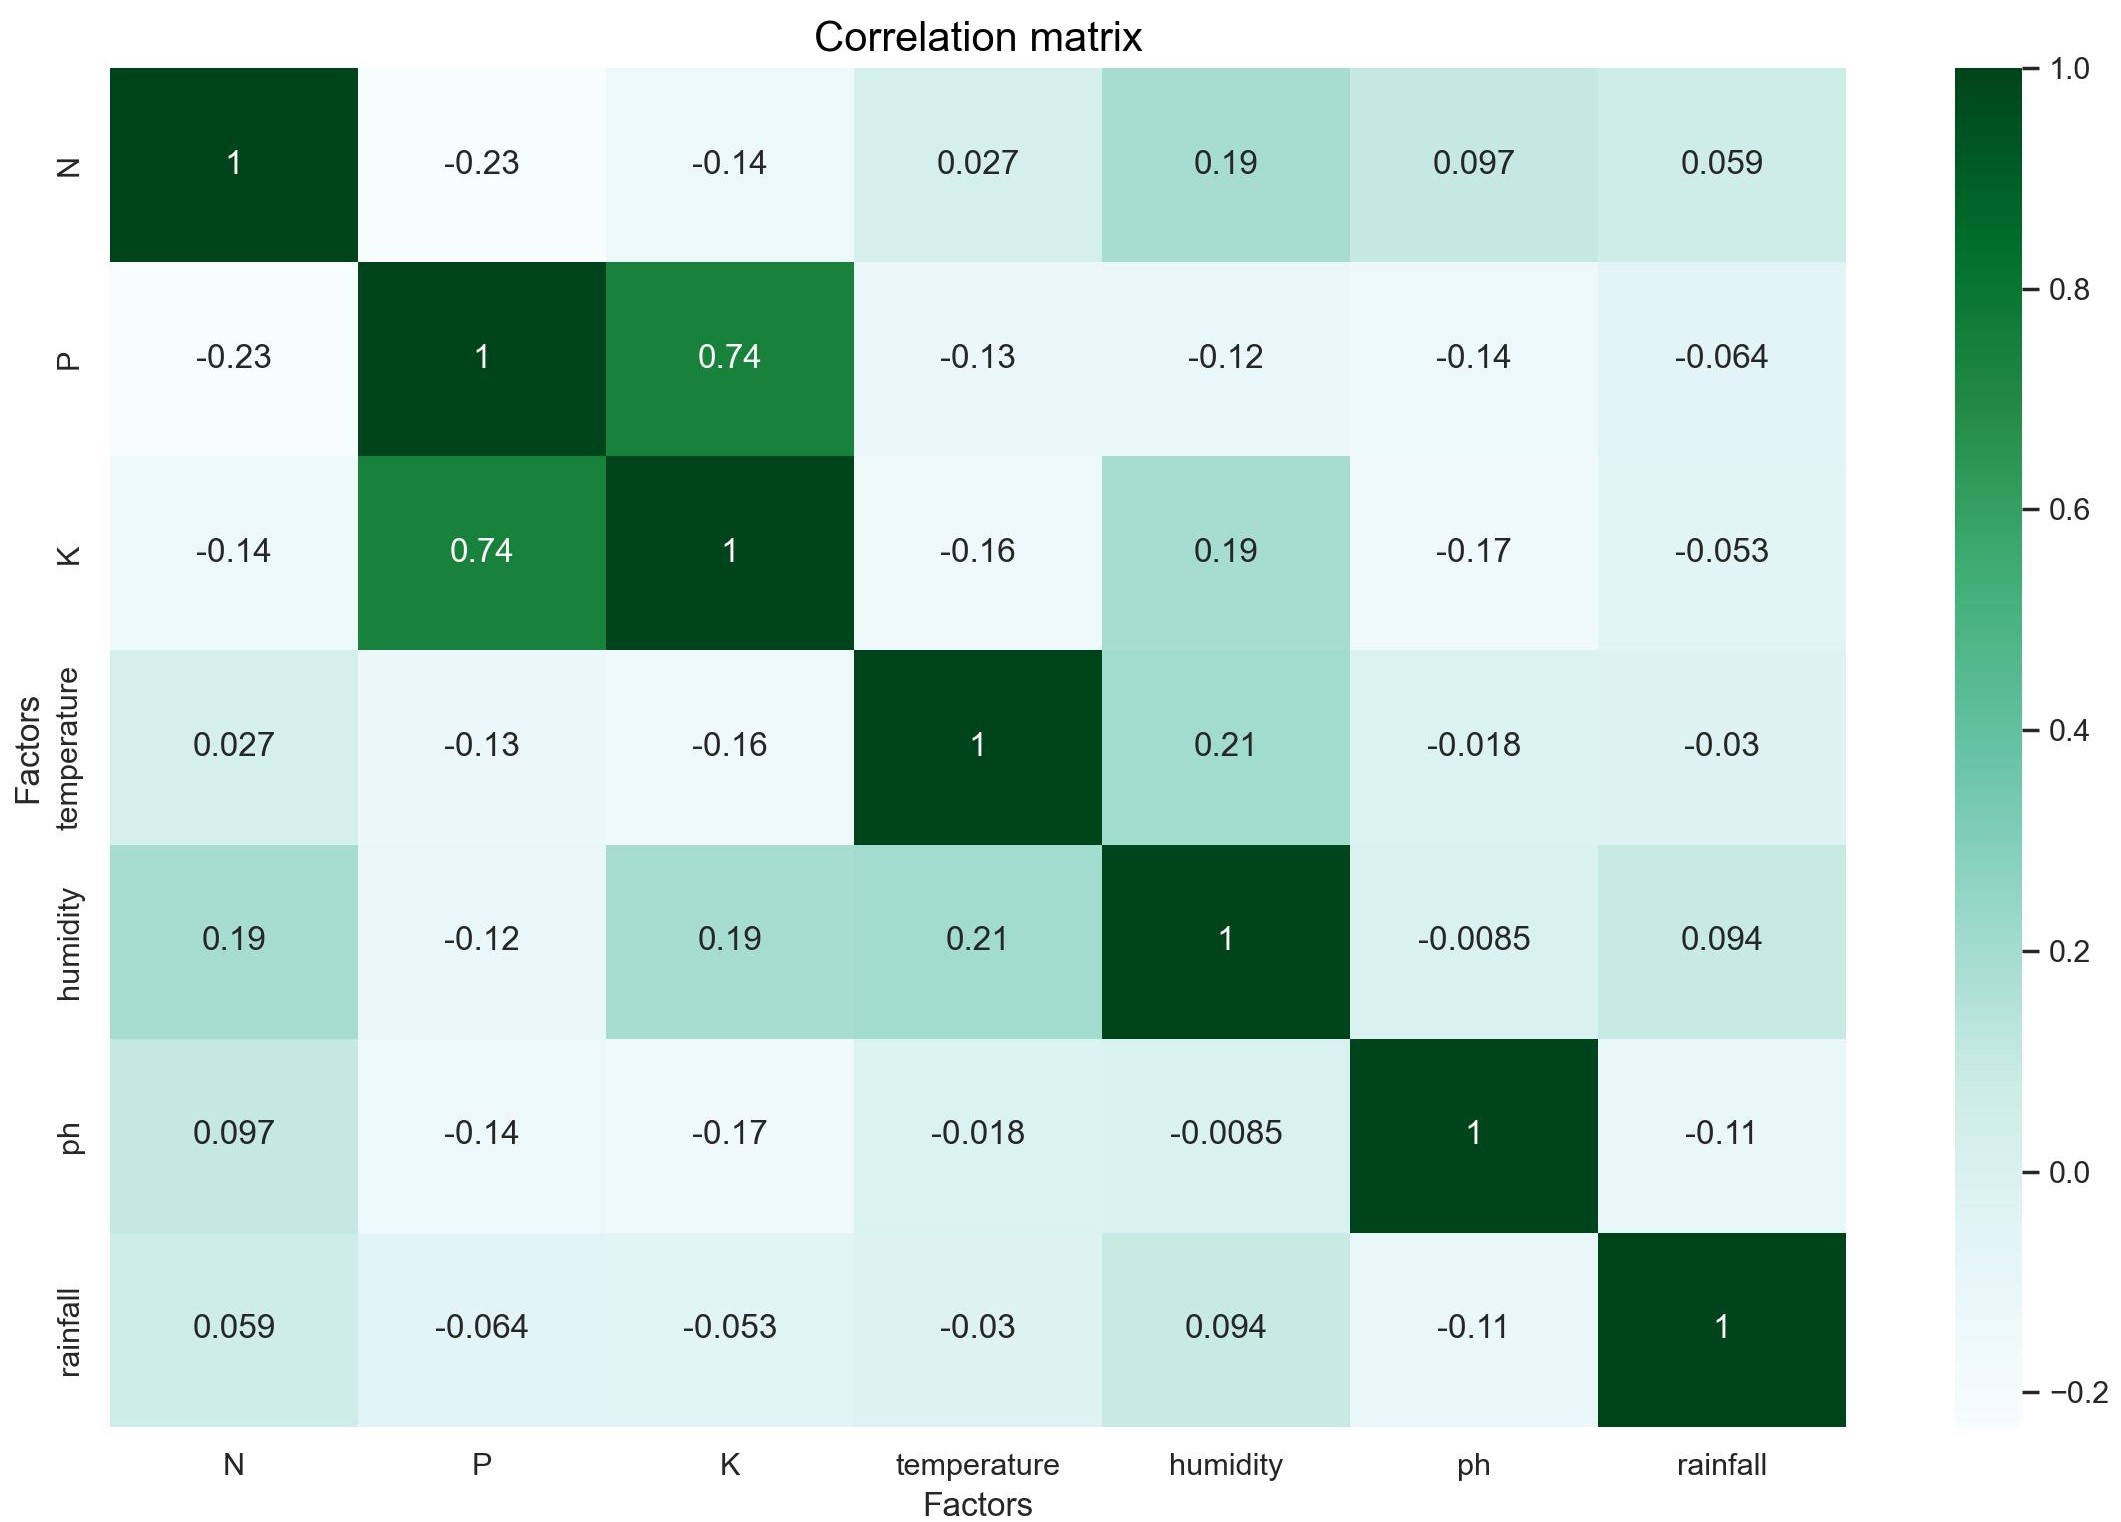 Correlation matrix
N 1 -0.23 -0.14 0.027 0.19 0.097 0.059
P -0.23 1 0.74 -0.13 -0.12 -0.14 -0.064
K -0.14 0.74 1 -0.16 0.19 -0.17 -0.053
temperature 0.027 -0.13 -0.16 1 0.21 -0.018 -0.03
humidity 0.19 -0.12 0.19 0.21 1 -0.0085 0.094
ph 0.097 -0.14 -0.17 -0.018 -0.0085 1 -0.11
rainfall 0.059 -0.064 -0.053 -0.03 0.094 -0.11 1
Factors
N P K temperature humidity ph rainfall
Factors
1.0
0.8
0.6
0.4
0.2
0.0
−0.2